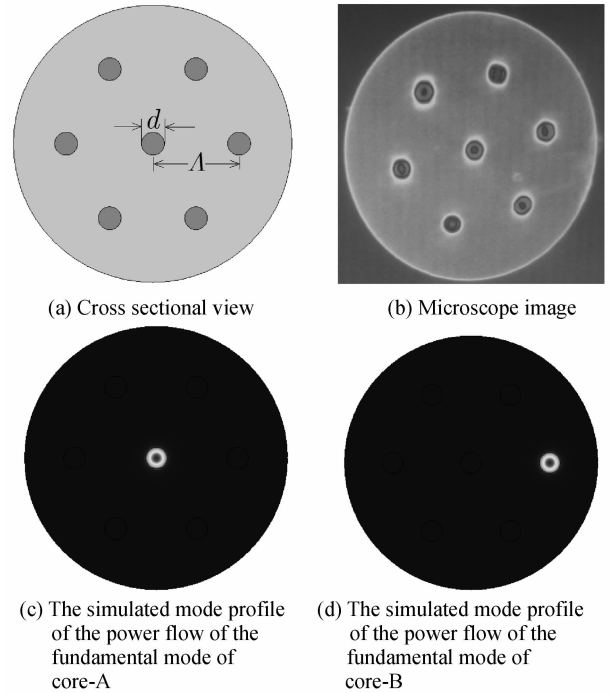 d
Λ
(a) Cross sectional view
(b) Microscope image
(c) The simulated mode profile
of the power flow of the
fundamental mode of
core-A
(d) The simulated mode profile
of the power flow of the
fundamental mode of
core-B